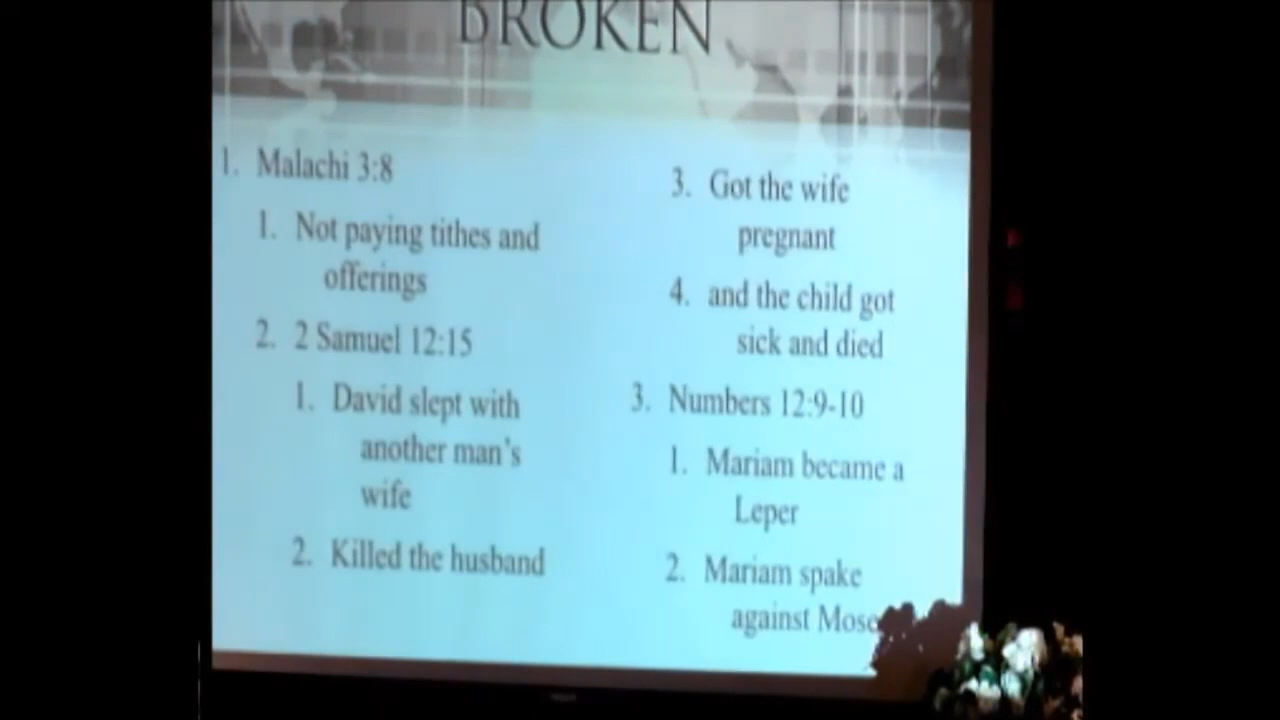 BROKEN
1. Malachi 3:8
1. Not paying tithes and
offerings
2. 2 Samuel 12:15
1. David slept with
another man's
wife
2. Killed the husband
3. Got the wife
pregnant
4. and the child got
sick and died
3. Numbers 12:9-10
1. Mariam became a
Leper
2. Mariam spake
against Mose